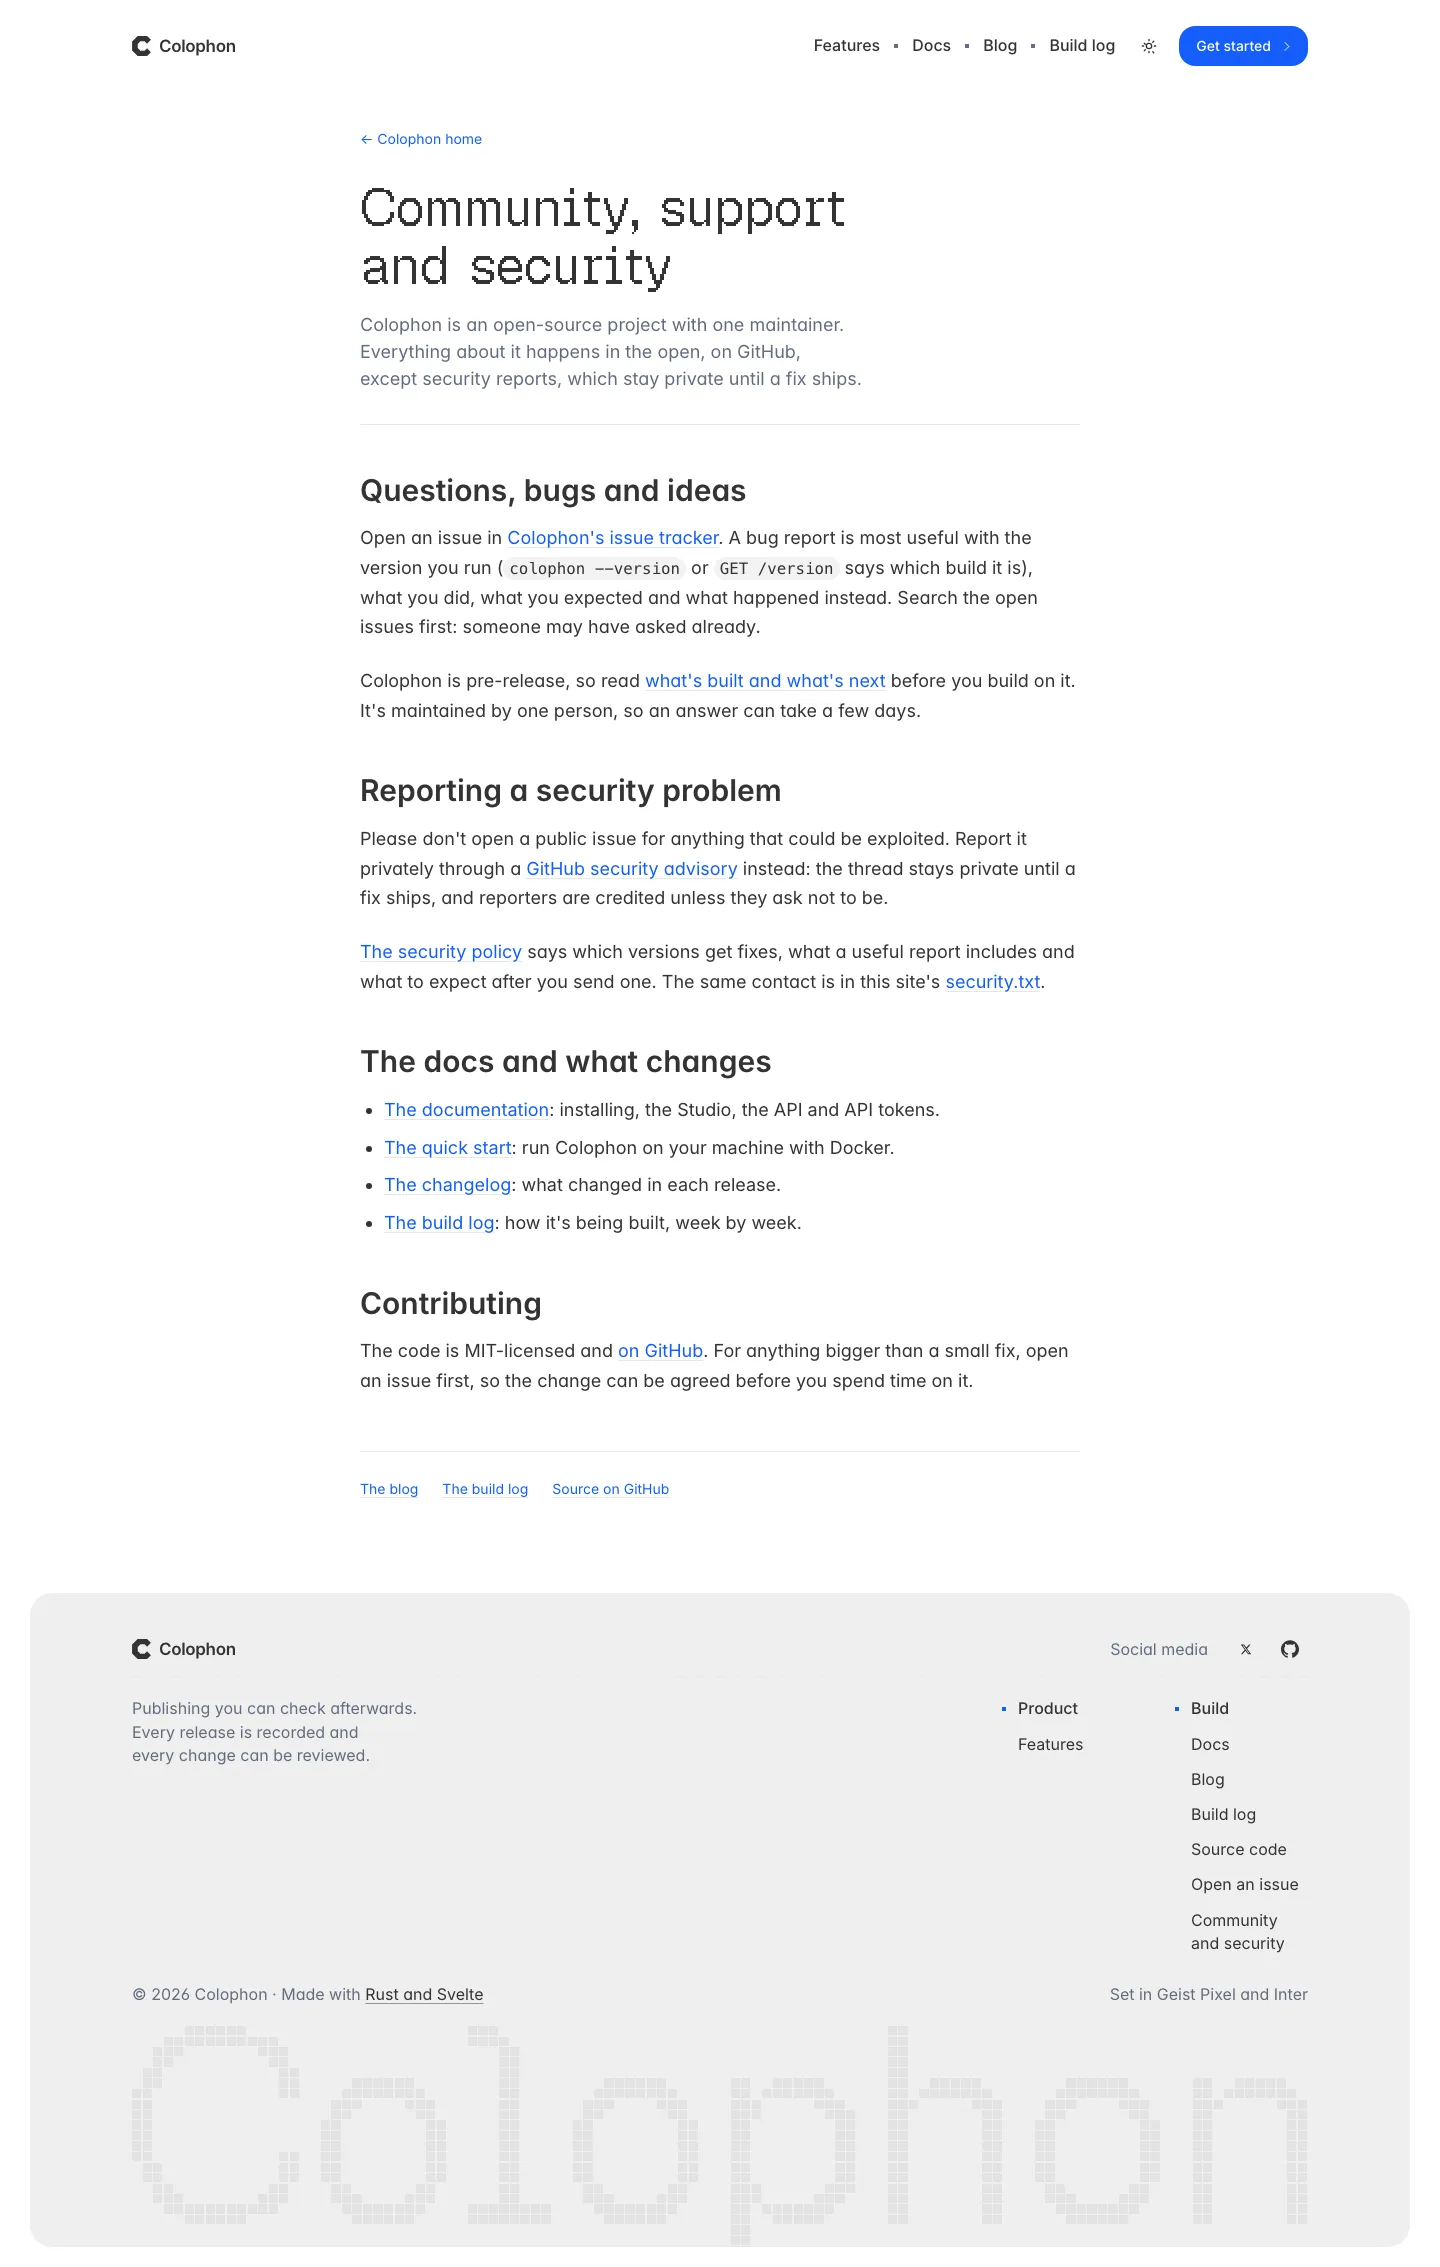 Colophon
Features
Docs
Blog
Build log
Get started
← Colophon home
Community, support
and security
Colophon is an open-source project with one maintainer.
Everything about it happens in the open, on GitHub,
except security reports, which stay private until a fix ships.
Questions, bugs and ideas
Open an issue in Colophon's issue tracker. A bug report is most useful with the
version you run (colophon --version or GET /version says which build it is),
what you did, what you expected and what happened instead. Search the open
issues first: someone may have asked already.
Colophon is pre-release, so read what's built and what's next before you build on it.
It's maintained by one person, so an answer can take a few days.
Reporting a security problem
Please don't open a public issue for anything that could be exploited. Report it
privately through a GitHub security advisory instead: the thread stays private until a
fix ships, and reporters are credited unless they ask not to be.
The security policy says which versions get fixes, what a useful report includes and
what to expect after you send one. The same contact is in this site's security.txt.
The docs and what changes
• The documentation: installing, the Studio, the API and API tokens.
• The quick start: run Colophon on your machine with Docker.
• The changelog: what changed in each release.
• The build log: how it's being built, week by week.
Contributing
The code is MIT-licensed and on GitHub. For anything bigger than a small fix, open
an issue first, so the change can be agreed before you spend time on it.
The blog
The build log
Source on GitHub
Colophon
Social media
Publishing you can check afterwards.
Every release is recorded and
every change can be reviewed.
Product
Features
Build
Docs
Blog
Build log
Source code
Open an issue
Community
and security
© 2026 Colophon · Made with Rust and Svelte
Set in Geist Pixel and Inter
Colophon